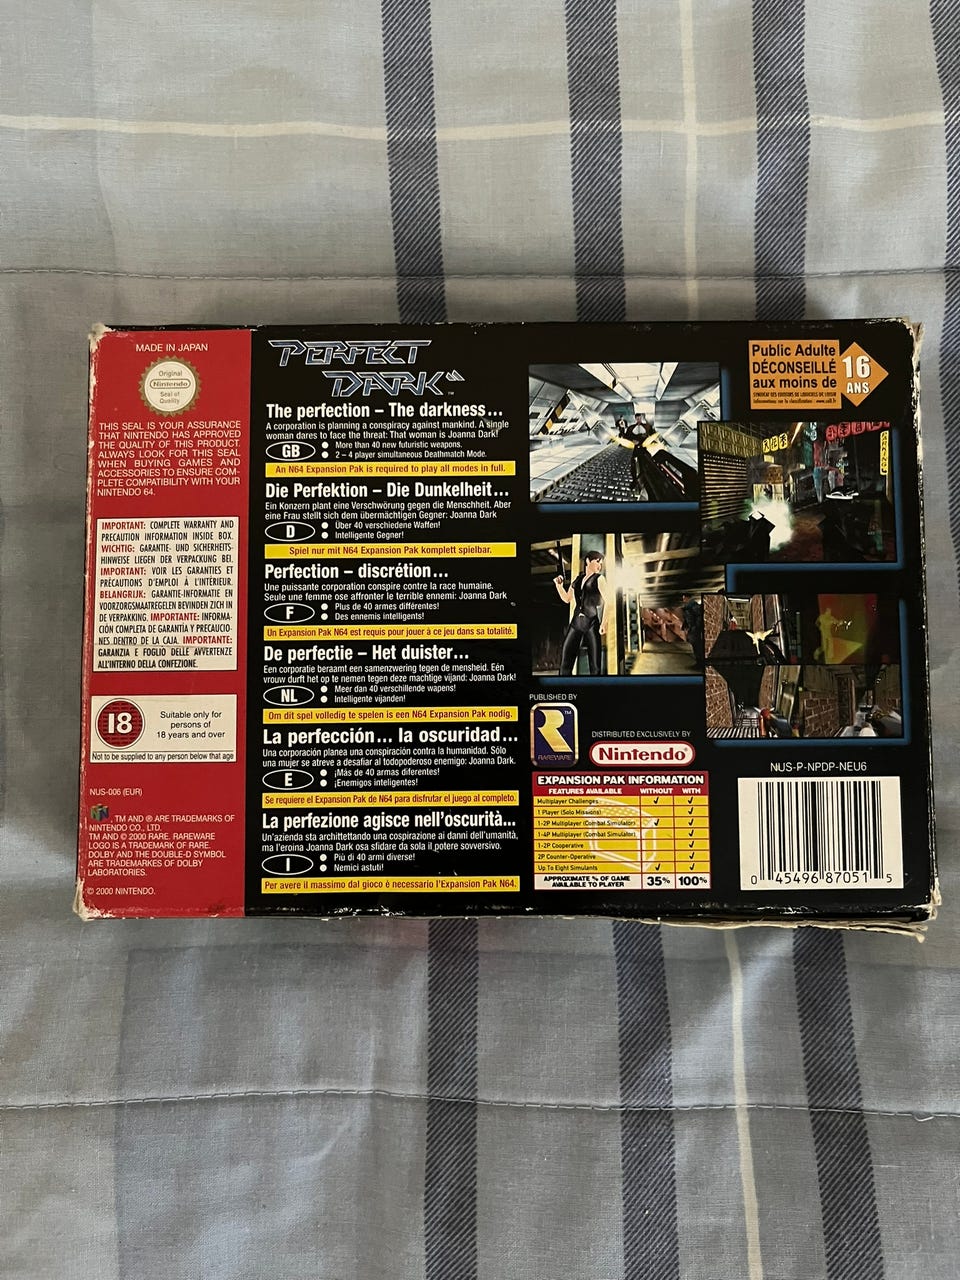 MADE IN JAPAN
Original
Nintendo
Seal of
Quality
THIS SEAL IS YOUR ASSURANCE
THAT NINTENDO HAS APPROVED
THE QUALITY OF THIS PRODUCT.
ALWAYS LOOK FOR THIS SEAL
WHEN BUYING GAMES AND
ACCESSORIES TO ENSURE COM-
PLETE COMPATIBILITY WITH YOUR
NINTENDO 64.
IMPORTANT: COMPLETE WARRANTY AND
PRECAUTION INFORMATION INSIDE BOX.
WICHTIG: GARANTIE- UND SICHERHEITS-
HINWEISE LIEGEN DER VERPACKUNG BEI.
IMPORTANT: VOIR LES GARANTIES ET
PRÉCAUTIONS D'EMPLOI À L'INTÉRIEUR.
BELANGRIJK: GARANTIE-INFORMATIE EN
VOORZORGSMAATREGELEN BEVINDEN ZICH IN
DE VERPAKKING. IMPORTANTE: INFORMA-
CIÓN COMPLETA DE GARANTÍA Y PRECAUCIO-
NES DENTRO DE LA CAJA. IMPORTANTE:
GARANZIA E FOGLIO DELLE AVVERTENZE
ALL'INTERNO DELLA CONFEZIONE.
18
Suitable only for
persons of
18 years and over
Not to be supplied to any person below that age
NUS-006 (EUR)
, TM AND ® ARE TRADEMARKS OF
NINTENDO CO., LTD.
TM AND © 2000 RARE. RAREWARE
LOGO IS A TRADEMARK OF RARE.
DOLBY AND THE DOUBLE-D SYMBOL
ARE TRADEMARKS OF DOLBY
LABORATORIES.
© 2000 NINTENDO.
PERFECT
DARK™
The perfection – The darkness...
A corporation is planning a conspiracy against mankind. A single
woman dares to face the threat: That woman is Joanna Dark!
GB
● More than 40 new futuristic weapons.
● 2 – 4 player simultaneous Deathmatch Mode.
An N64 Expansion Pak is required to play all modes in full.
Die Perfektion – Die Dunkelheit...
Ein Konzern plant eine Verschwörung gegen die Menschheit. Aber
eine Frau stellt sich dem übermächtigen Gegner: Joanna Dark
D
● Über 40 verschiedene Waffen!
● Intelligente Gegner!
Spiel nur mit N64 Expansion Pak komplett spielbar.
Perfection – discrétion...
Une puissante corporation conspire contre la race humaine.
Seule une femme ose affronter le terrible ennemi: Joanna Dark
F
● Plus de 40 armes différentes!
● Des ennemis intelligents!
Un Expansion Pak N64 est requis pour jouer à ce jeu dans sa totalité.
De perfectie – Het duister...
Een corporatie beraamt een samenzwering tegen de mensheid. Eén
vrouw durft het op te nemen tegen deze machtige vijand: Joanna Dark!
NL
● Meer dan 40 verschillende wapens!
● Intelligente vijanden!
Om dit spel volledig te spelen is een N64 Expansion Pak nodig.
La perfección... la oscuridad...
Una corporación planea una conspiración contra la humanidad. Sólo
una mujer se atreve a desafiar al todopoderoso enemigo: Joanna Dark.
E
● ¡Más de 40 armas diferentes!
● ¡Enemigos inteligentes!
Se requiere el Expansion Pak de N64 para disfrutar el juego al completo.
La perfezione agisce nell'oscurità...
Un'azienda sta architettando una cospirazione ai danni dell'umanità,
ma l'eroina Joanna Dark osa sfidare da sola il potere sovversivo.
I
● Più di 40 armi diverse!
● Nemici astuti!
Per avere il massimo dal gioco è necessario l'Expansion Pak N64.
Public Adulte
DÉCONSEILLÉ
aux moins de
16
ANS
PUBLISHED BY
R™
RAREWARE
DISTRIBUTED EXCLUSIVELY BY
Nintendo®
EXPANSION PAK INFORMATION
FEATURES AVAILABLE WITHOUT WITH
Multiplayer Challenges ✓ ✓
1 Player (Solo Missions) ✓
1-2P Multiplayer (Combat Simulator) ✓ ✓
1-4P Multiplayer (Combat Simulator) ✓
1-2P Cooperative ✓
2P Counter-Operative ✓
Up To Eight Simulants ✓ ✓
APPROXIMATE % OF GAME
AVAILABLE TO PLAYER 35% 100%
NUS-P-NPDP-NEU6
0 45496 87051 5